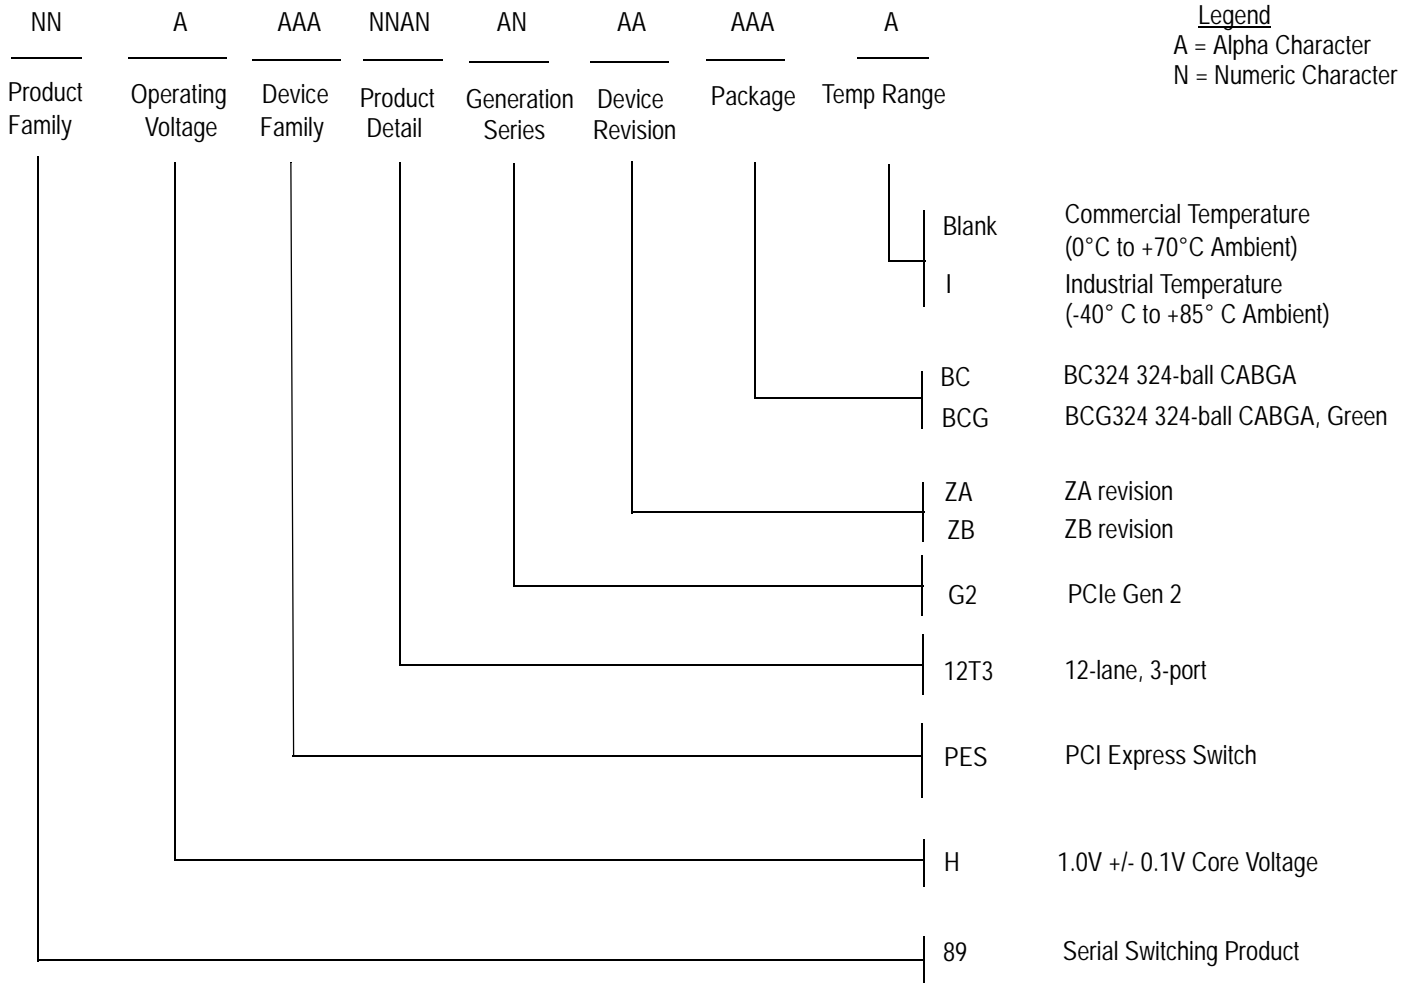 NN A AAA NNAN AN AA AAA A
Legend
A = Alpha Character
N = Numeric Character
Product Family
Operating Voltage
Device Family
Product Detail
Generation Series
Device Revision
Package
Temp Range
Blank Commercial Temperature
(0°C to +70°C Ambient)
I Industrial Temperature
(-40° C to +85° C Ambient)
BC BC324 324-ball CABGA
BCG BCG324 324-ball CABGA, Green
ZA ZA revision
ZB ZB revision
G2 PCIe Gen 2
12T3 12-lane, 3-port
PES PCI Express Switch
H 1.0V +/- 0.1V Core Voltage
89 Serial Switching Product